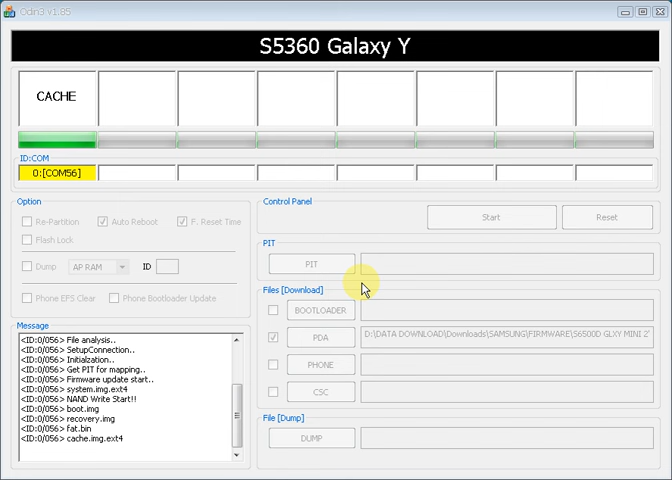 Odin3 v1.85
S5360 Galaxy Y
CACHE
ID:COM
0:[COM56]
Option
Re-Partition
Auto Reboot
F. Reset Time
Flash Lock
Dump
AP RAM
ID
Phone EFS Clear
Phone Bootloader Update
Message
<ID:0/056> File analysis..
<ID:0/056> SetupConnection..
<ID:0/056> Initialzation..
<ID:0/056> Get PIT for mapping..
<ID:0/056> Firmware update start..
<ID:0/056> system.img.ext4
<ID:0/056> NAND Write Start!!
<ID:0/056> boot.img
<ID:0/056> recovery.img
<ID:0/056> fat.bin
<ID:0/056> cache.img.ext4
Control Panel
Start
Reset
PIT
PIT
Files [Download]
BOOTLOADER
PDA
D:\DATA DOWNLOAD\Downloads\SAMSUNG\FIRMWARE\S6500D GLXY MINI 2\
PHONE
CSC
File [Dump]
DUMP